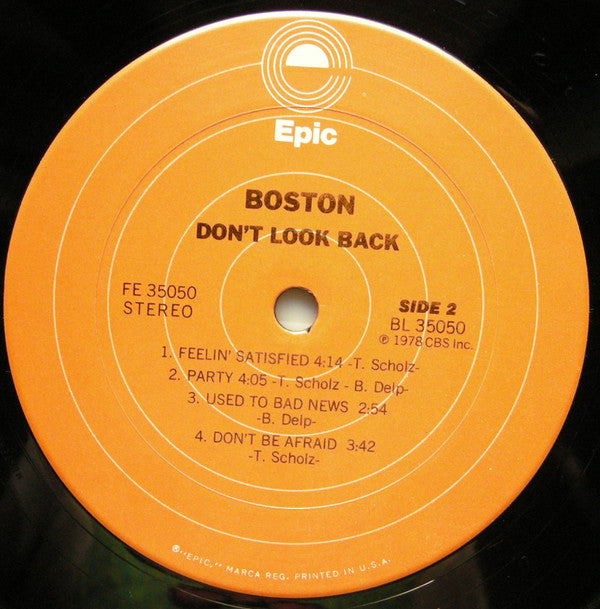 Epic
BOSTON
DON'T LOOK BACK
FE 35050
STEREO
SIDE 2
BL 35050
℗ 1978 CBS Inc.
1. FEELIN' SATISFIED 4:14 -T. Scholz-
2. PARTY 4:05 -T. Scholz - B. Delp-
3. USED TO BAD NEWS 2:54
-B. Delp-
4. DON'T BE AFRAID 3:42
-T. Scholz-
®"EPIC," MARCA REG. PRINTED IN U.S.A.